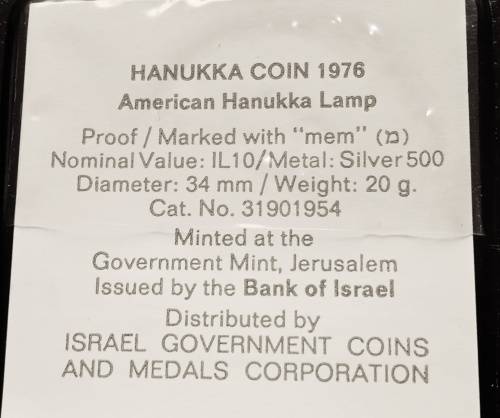 HANUKKA COIN 1976
American Hanukka Lamp
Proof / Marked with "mem" (מ)
Nominal Value: IL10/Metal: Silver 500
Diameter: 34 mm / Weight: 20 g.
Cat. No. 31901954
Minted at the
Government Mint, Jerusalem
Issued by the Bank of Israel
Distributed by
ISRAEL GOVERNMENT COINS
AND MEDALS CORPORATION